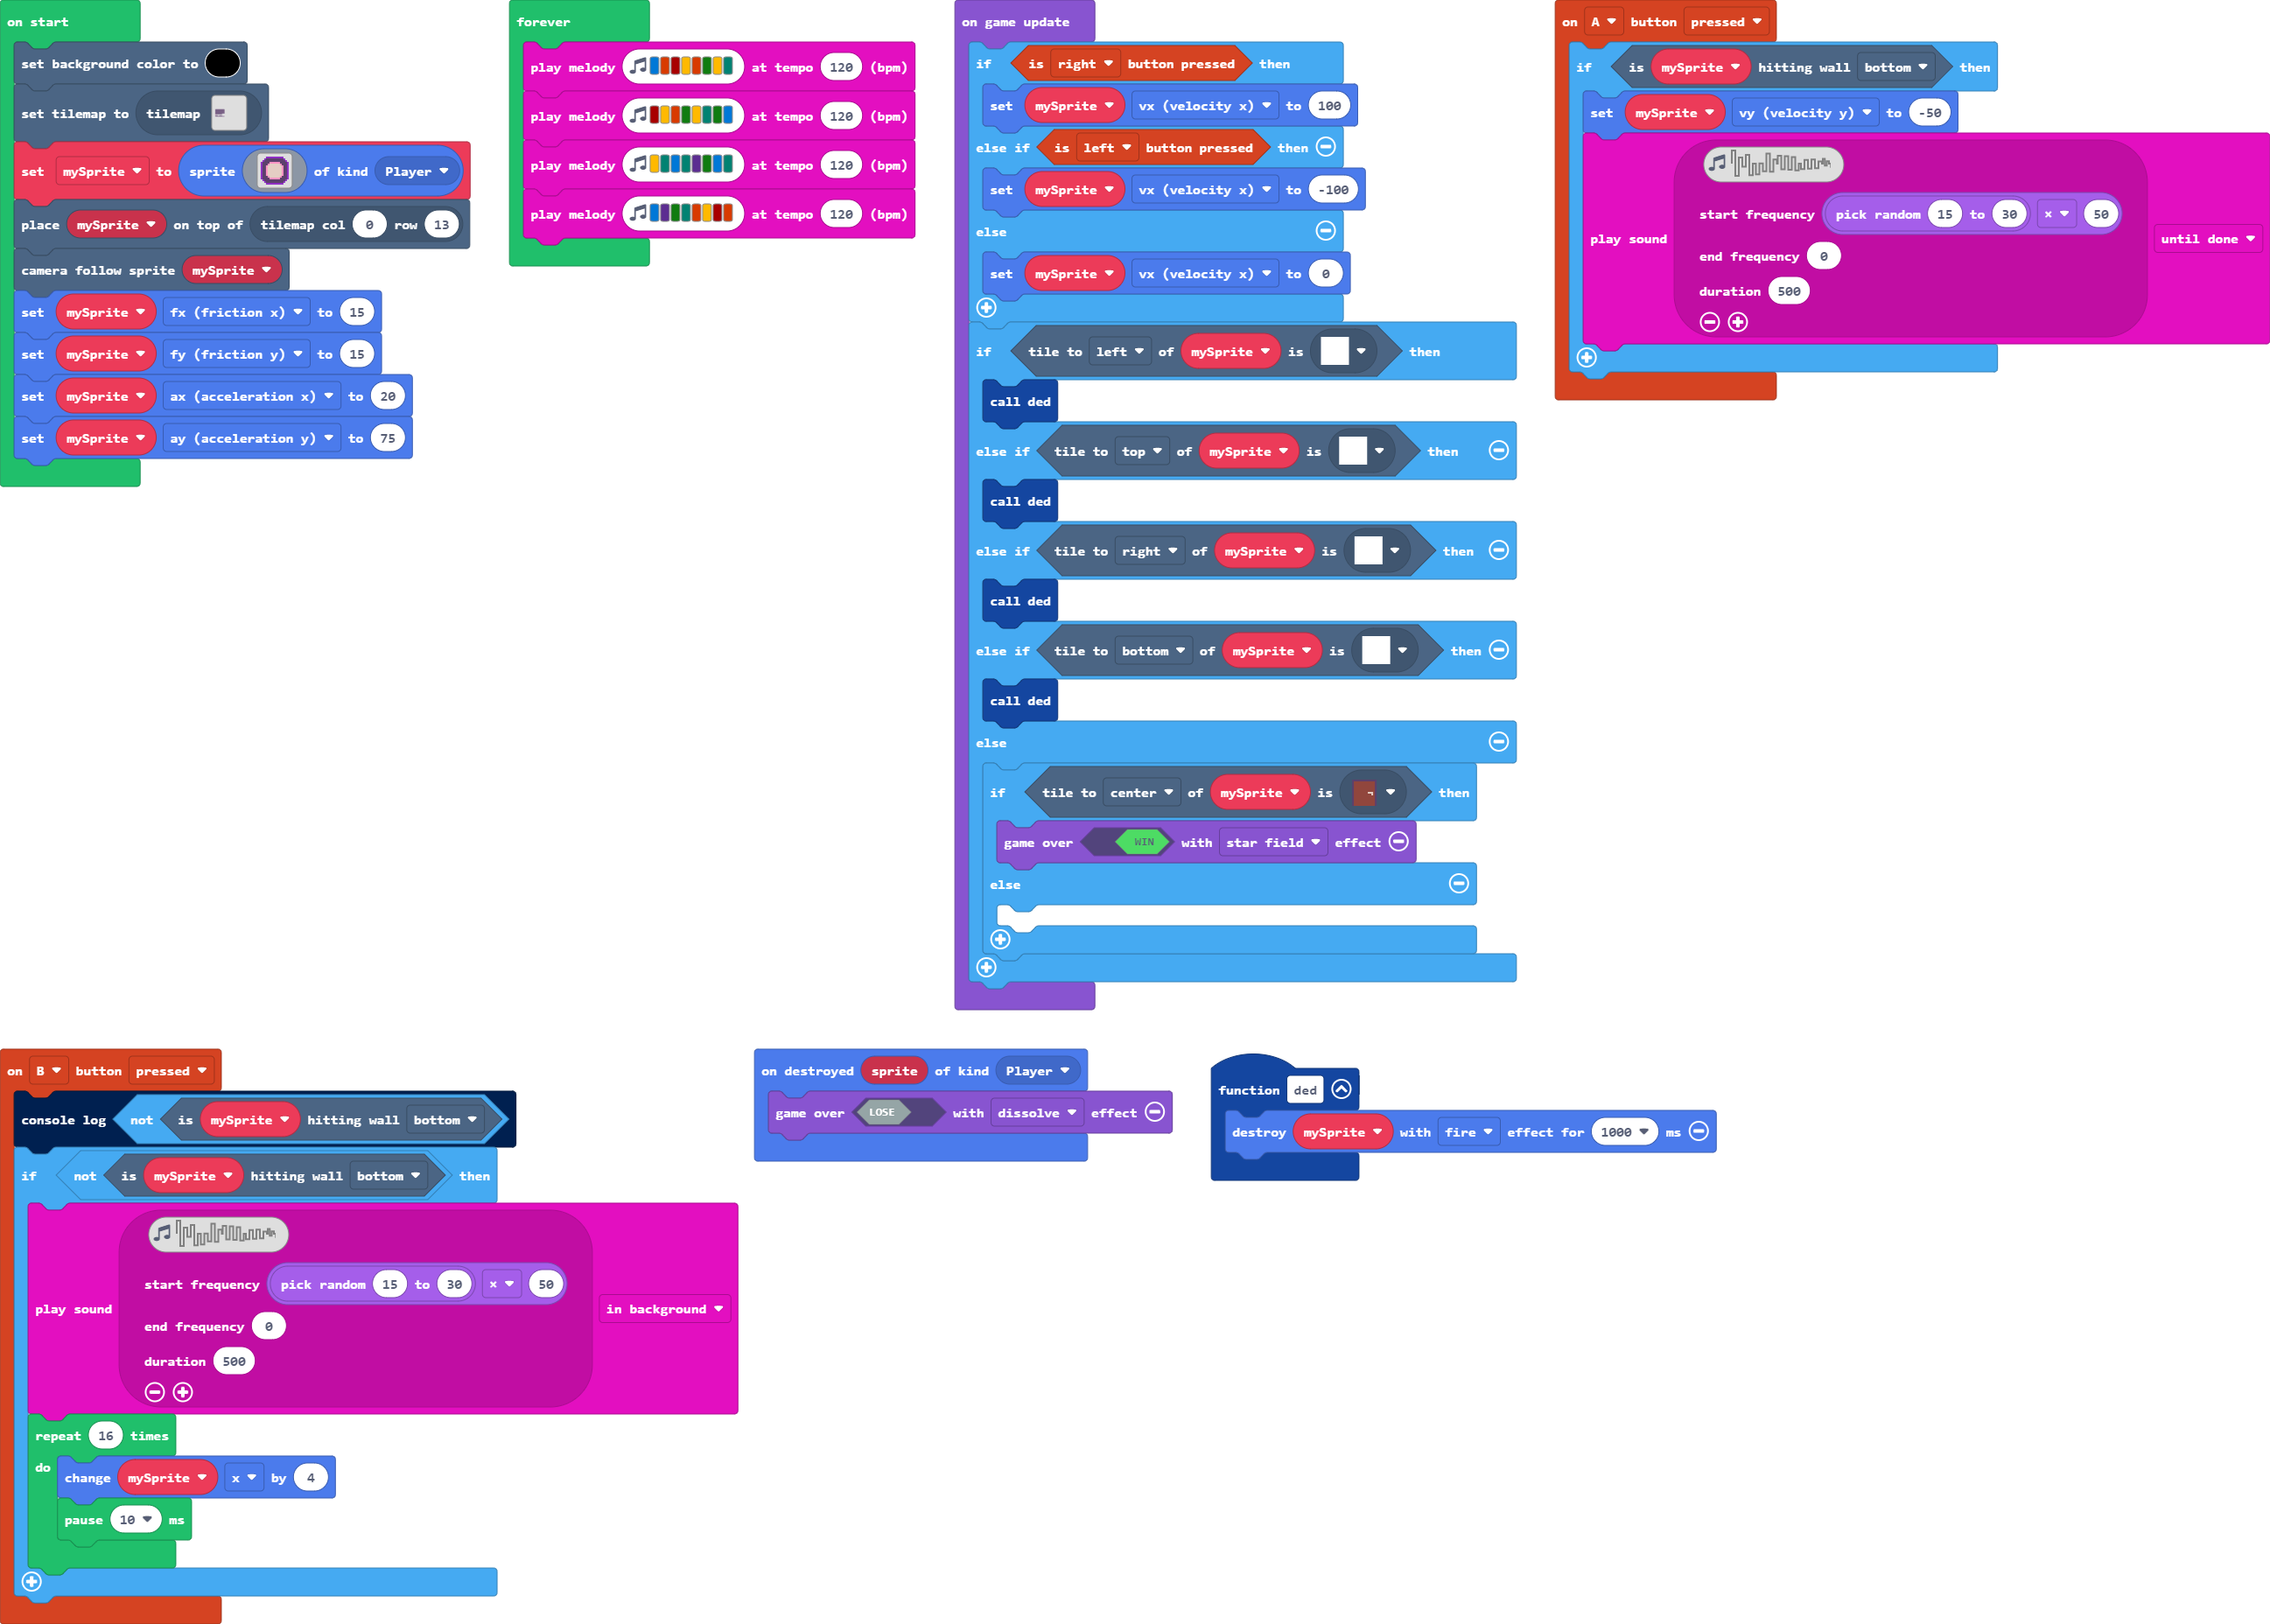 on start
set background color to
set tilemap to tilemap
set mySprite to sprite of kind Player
place mySprite on top of tilemap col 0 row 13
camera follow sprite mySprite
set mySprite fx (friction x) to 15
set mySprite fy (friction y) to 15
set mySprite ax (acceleration x) to 20
set mySprite ay (acceleration y) to 75
forever
play melody at tempo 120 (bpm)
play melody at tempo 120 (bpm)
play melody at tempo 120 (bpm)
play melody at tempo 120 (bpm)
on game update
if is right button pressed then
set mySprite vx (velocity x) to 100
else if is left button pressed then
set mySprite vx (velocity x) to -100
else
set mySprite vx (velocity x) to 0
if tile to left of mySprite is then
call ded
else if tile to top of mySprite is then
call ded
else if tile to right of mySprite is then
call ded
else if tile to bottom of mySprite is then
call ded
else
if tile to center of mySprite is then
game over WIN with star field effect
else
on A button pressed
if is mySprite hitting wall bottom then
set mySprite vy (velocity y) to -50
start frequency pick random 15 to 30 × 50
play sound until done
end frequency 0
duration 500
on B button pressed
console log not is mySprite hitting wall bottom
if not is mySprite hitting wall bottom then
start frequency pick random 15 to 30 × 50
play sound in background
end frequency 0
duration 500
repeat 16 times
do
change mySprite x by 4
pause 10 ms
on destroyed sprite of kind Player
game over LOSE with dissolve effect
function ded
destroy mySprite with fire effect for 1000 ms